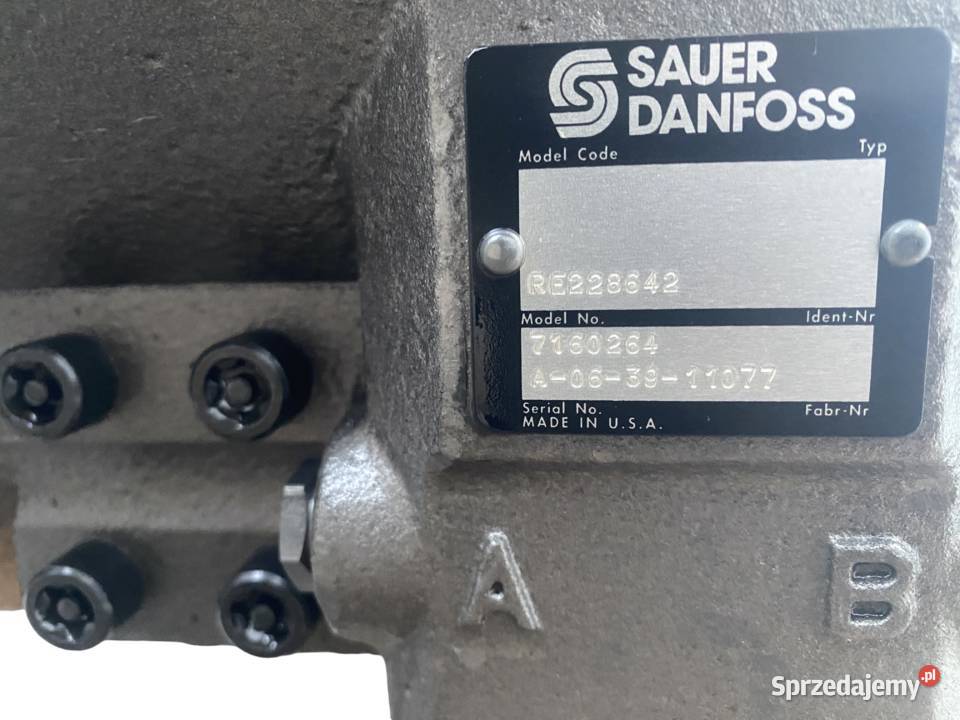 SAUER
DANFOSS
Model Code Typ
RE228642
Model No. Ident-Nr
7160264
A-06-39-11077
Serial No. Fabr-Nr
MADE IN U.S.A.
A B
Sprzedajemy.pl